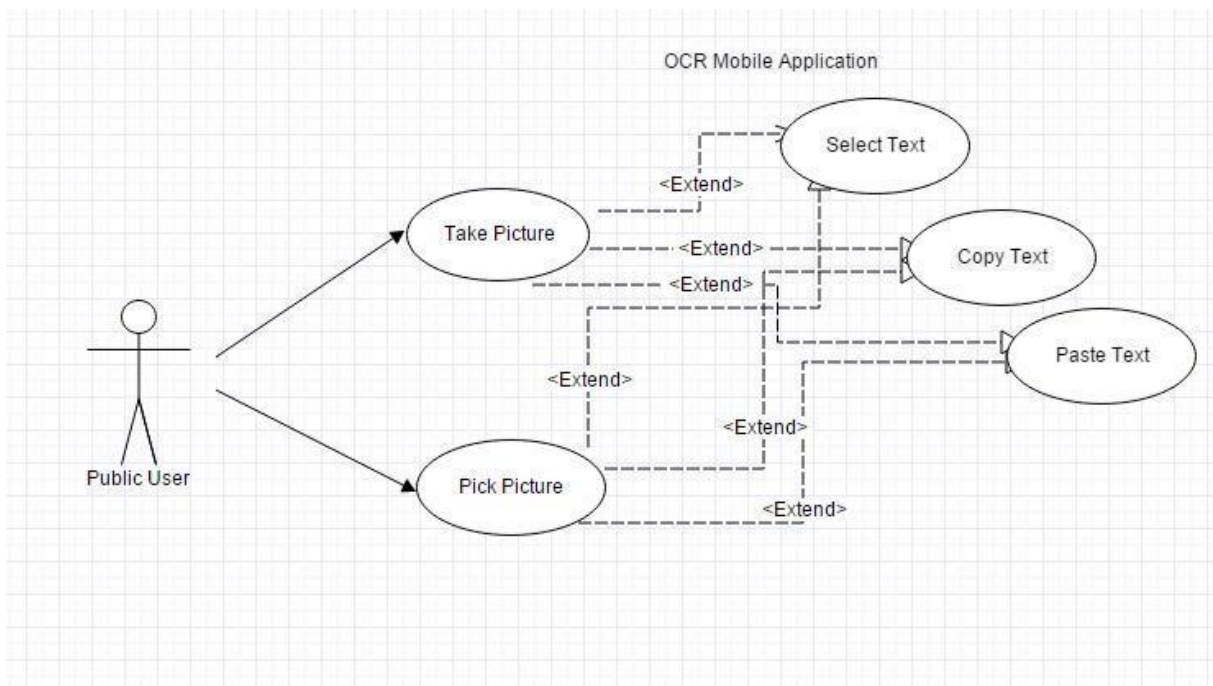 OCR Mobile Application
Select Text
<Extend>
Take Picture
<Extend>
Copy Text
<Extend>
Paste Text
<Extend>
<Extend>
Public User
Pick Picture
<Extend>